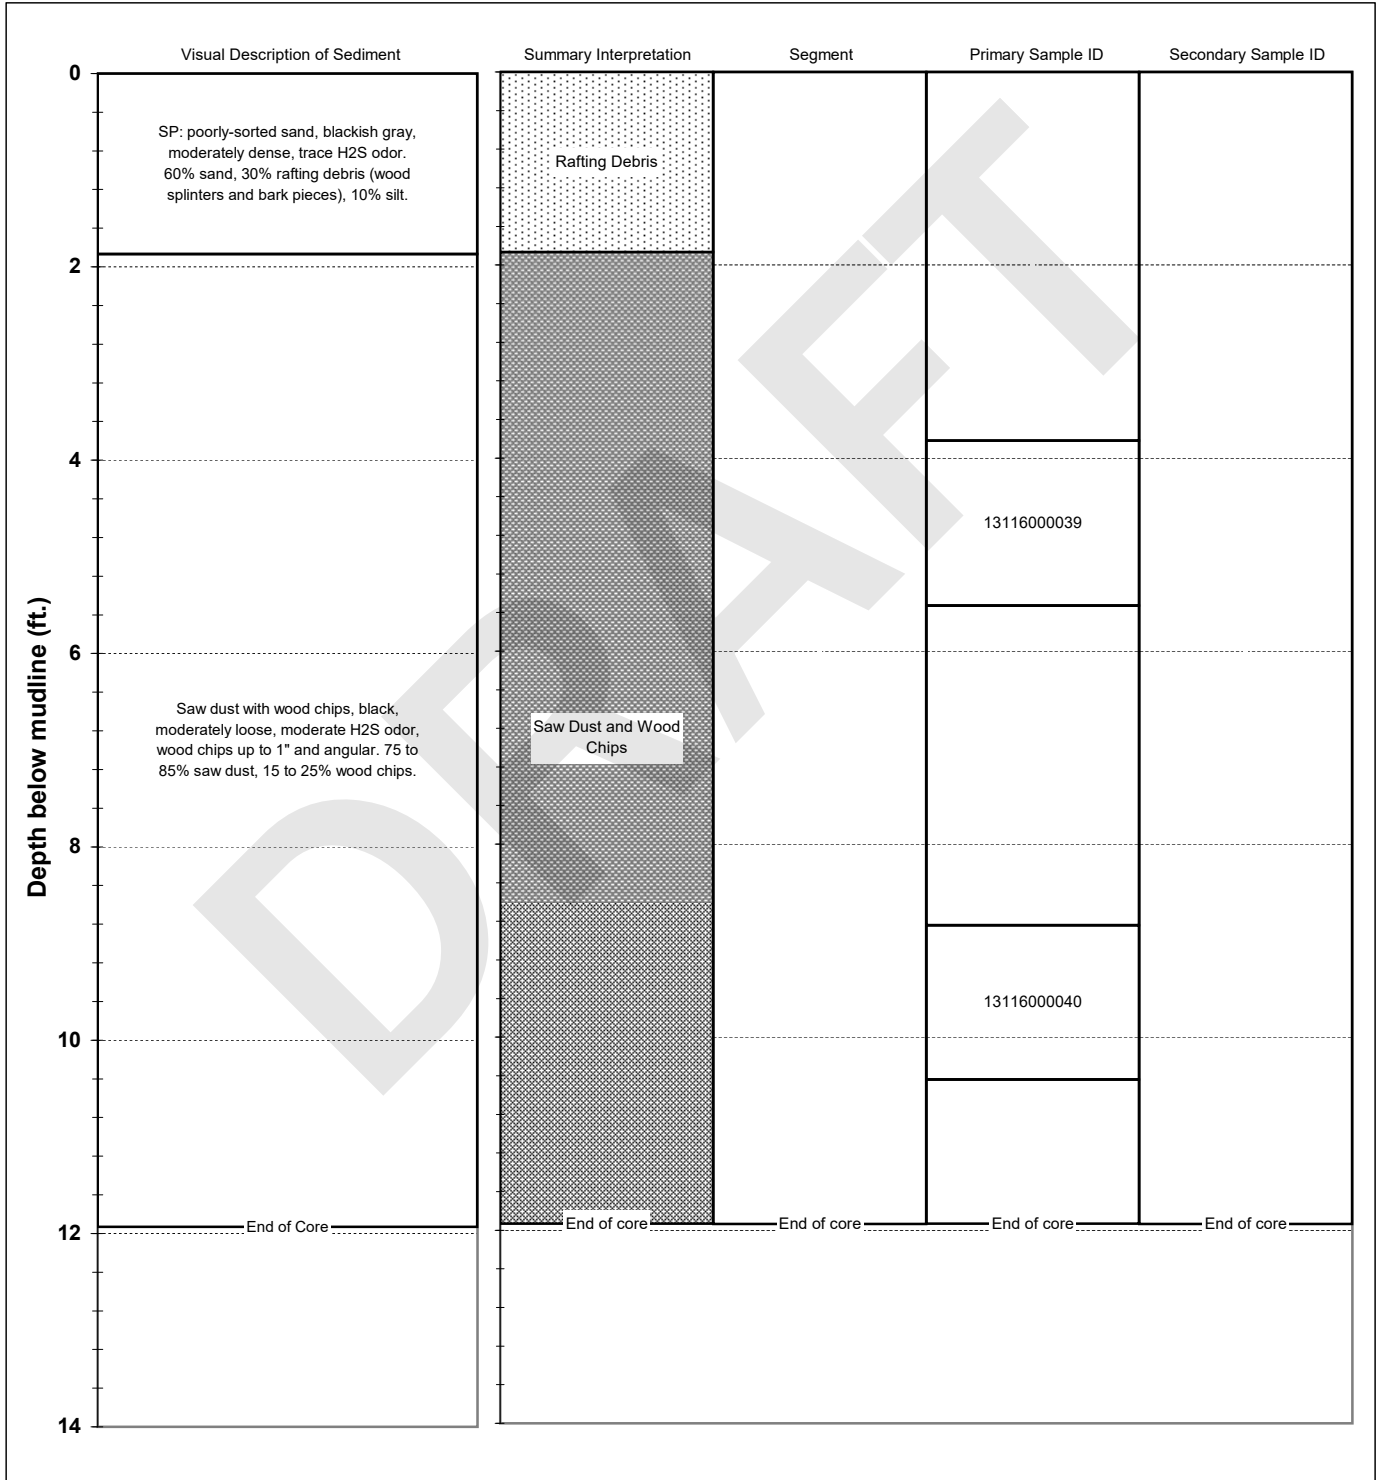 Visual Description of Sediment
Summary Interpretation
Segment
Primary Sample ID
Secondary Sample ID
Depth below mudline (ft.)
0
2
4
6
8
10
12
14
SP: poorly-sorted sand, blackish gray,
moderately dense, trace H2S odor.
60% sand, 30% rafting debris (wood
splinters and bark pieces), 10% silt.
Saw dust with wood chips, black,
moderately loose, moderate H2S odor,
wood chips up to 1" and angular. 75 to
85% saw dust, 15 to 25% wood chips.
End of Core
Rafting Debris
Saw Dust and Wood
Chips
End of core
End of core
13116000039
13116000040
End of core
End of core
DRAFT